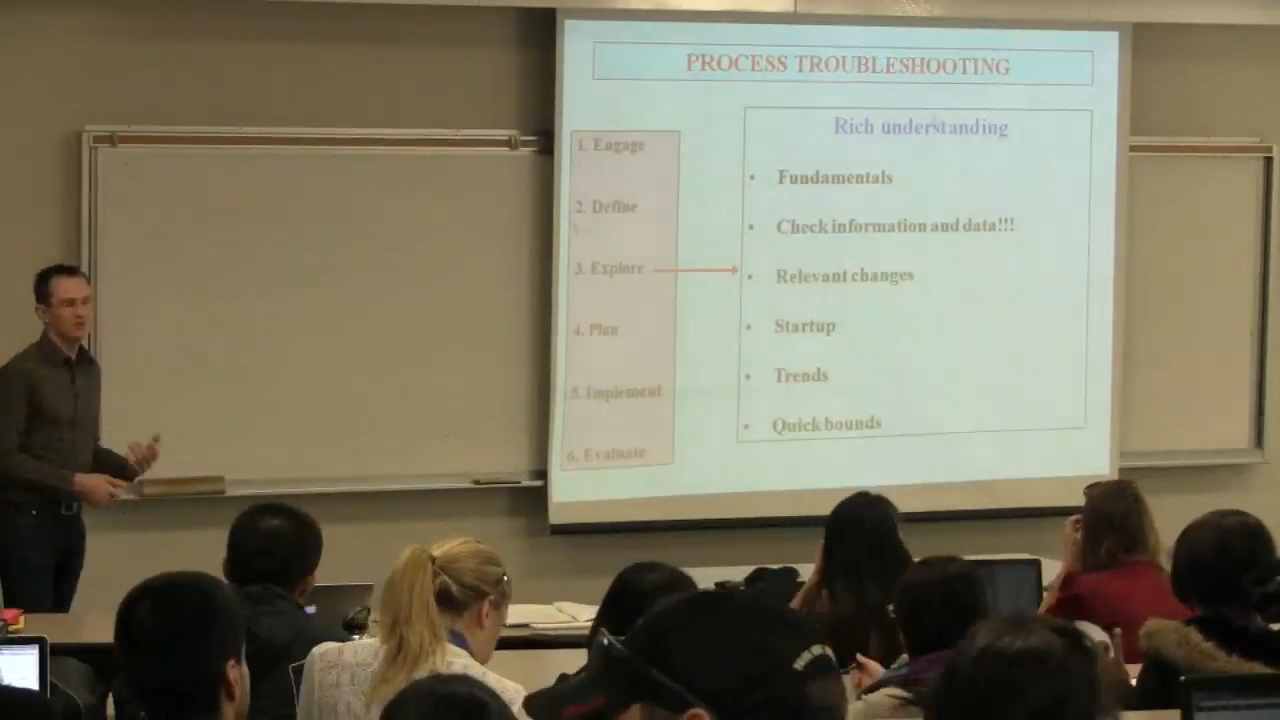 PROCESS TROUBLESHOOTING
1. Engage
2. Define
3. Explore
4. Plan
5. Implement
6. Evaluate
Rich understanding
• Fundamentals
• Check information and data!!!
• Relevant changes
• Startup
• Trends
• Quick bounds